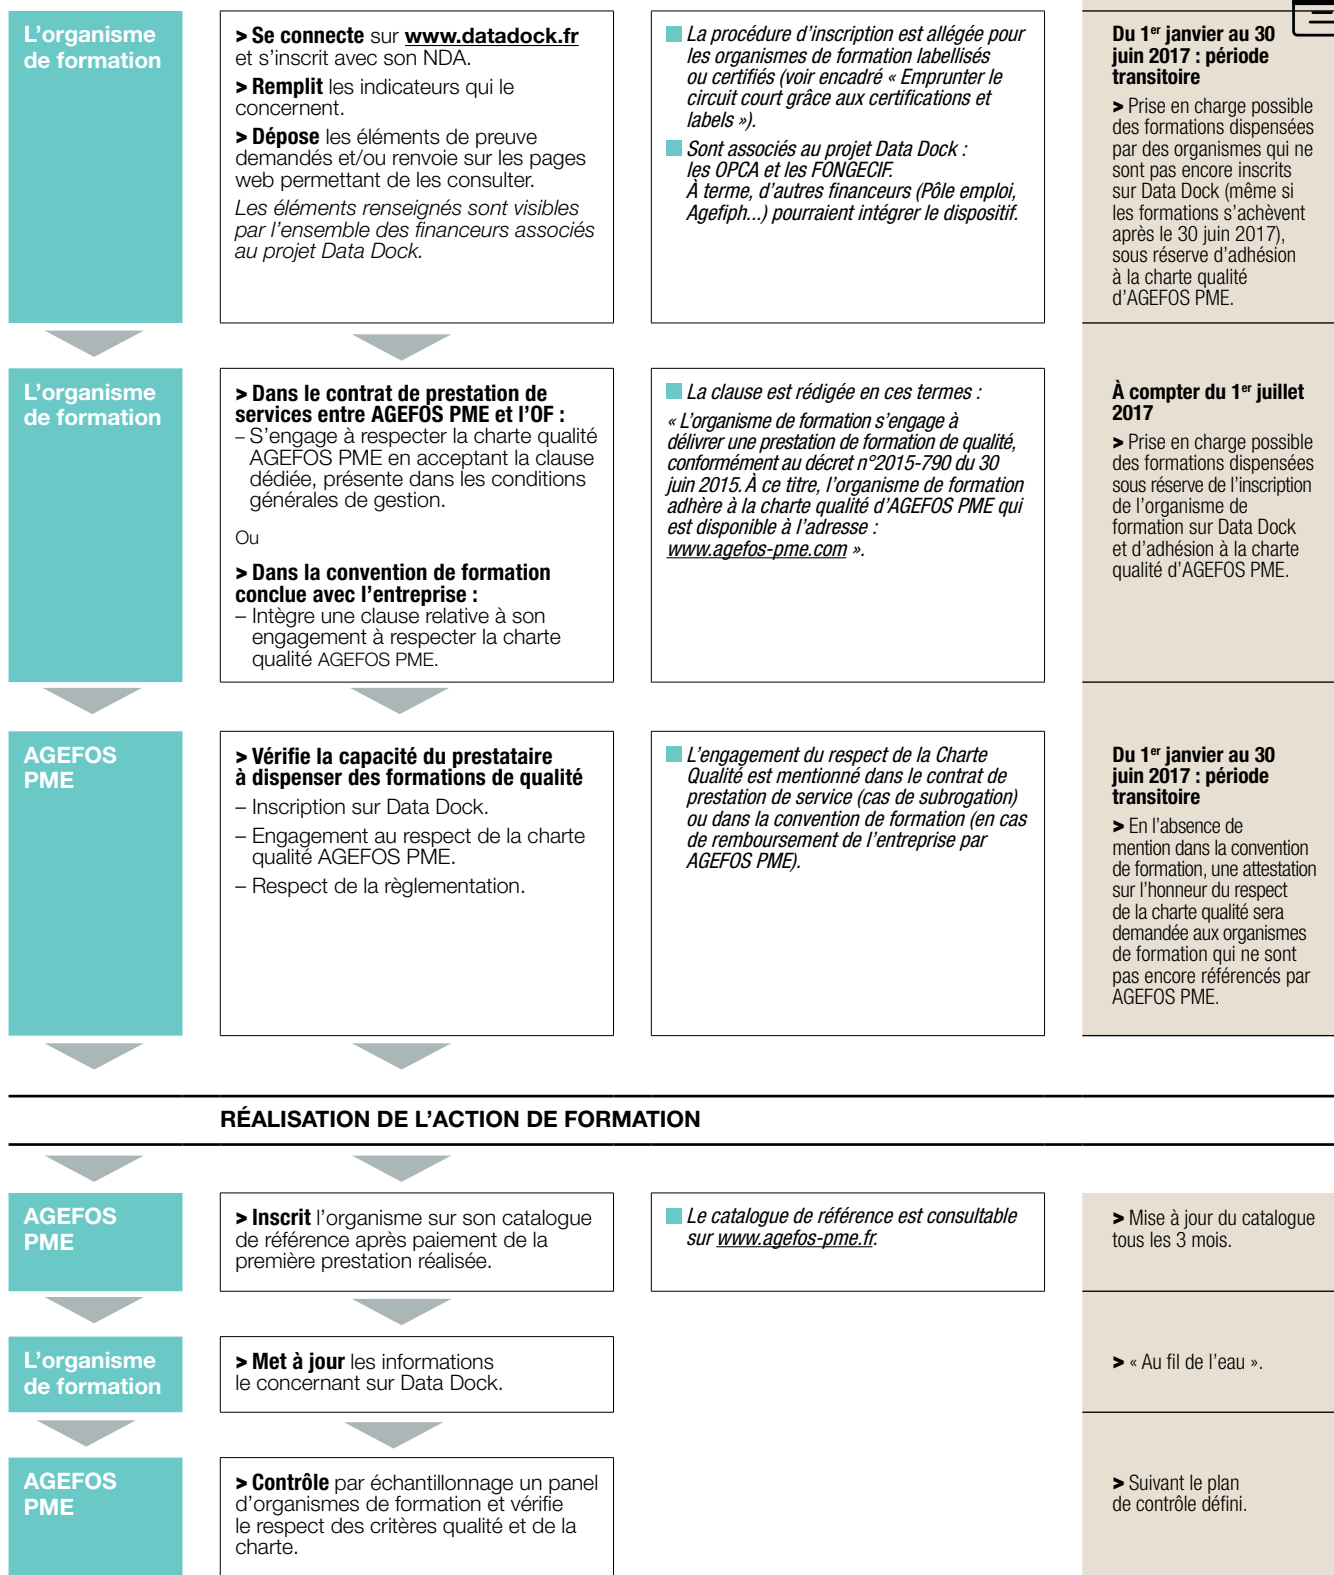 L'organisme
de formation
> Se connecte sur www.datadock.fr
et s'inscrit avec son NDA.
> Remplit les indicateurs qui le
concernent.
> Dépose les éléments de preuve
demandés et/ou renvoie sur les pages
web permettant de les consulter.
Les éléments renseignés sont visibles
par l'ensemble des financeurs associés
au projet Data Dock.
La procédure d'inscription est allégée pour
les organismes de formation labellisés
ou certifiés (voir encadré « Emprunter le
circuit court grâce aux certifications et
labels »).
Sont associés au projet Data Dock :
les OPCA et les FONGECIF.
À terme, d'autres financeurs (Pôle emploi,
Agefiph...) pourraient intégrer le dispositif.
Du 1er janvier au 30
juin 2017 : période
transitoire
> Prise en charge possible
des formations dispensées
par des organismes qui ne
sont pas encore inscrits
sur Data Dock (même si
les formations s'achèvent
après le 30 juin 2017),
sous réserve d'adhésion
à la charte qualité
d'AGEFOS PME.
L'organisme
de formation
> Dans le contrat de prestation de
services entre AGEFOS PME et l'OF :
– S'engage à respecter la charte qualité
AGEFOS PME en acceptant la clause
dédiée, présente dans les conditions
générales de gestion.
Ou
> Dans la convention de formation
conclue avec l'entreprise :
– Intègre une clause relative à son
engagement à respecter la charte
qualité AGEFOS PME.
La clause est rédigée en ces termes :
« L'organisme de formation s'engage à
délivrer une prestation de formation de qualité,
conformément au décret n°2015-790 du 30
juin 2015. À ce titre, l'organisme de formation
adhère à la charte qualité d'AGEFOS PME qui
est disponible à l'adresse :
www.agefos-pme.com ».
À compter du 1er juillet
2017
> Prise en charge possible
des formations dispensées
sous réserve de l'inscription
de l'organisme de
formation sur Data Dock
et d'adhésion à la charte
qualité d'AGEFOS PME.
AGEFOS
PME
> Vérifie la capacité du prestataire
à dispenser des formations de qualité
– Inscription sur Data Dock.
– Engagement au respect de la charte
qualité AGEFOS PME.
– Respect de la règlementation.
L'engagement du respect de la Charte
Qualité est mentionné dans le contrat de
prestation de service (cas de subrogation)
ou dans la convention de formation (en cas
de remboursement de l'entreprise par
AGEFOS PME).
Du 1er janvier au 30
juin 2017 : période
transitoire
> En l'absence de
mention dans la convention
de formation, une attestation
sur l'honneur du respect
de la charte qualité sera
demandée aux organismes
de formation qui ne sont
pas encore référencés par
AGEFOS PME.
RÉALISATION DE L'ACTION DE FORMATION
AGEFOS
PME
> Inscrit l'organisme sur son catalogue
de référence après paiement de la
première prestation réalisée.
Le catalogue de référence est consultable
sur www.agefos-pme.fr.
> Mise à jour du catalogue
tous les 3 mois.
L'organisme
de formation
> Met à jour les informations
le concernant sur Data Dock.
> « Au fil de l'eau ».
AGEFOS
PME
> Contrôle par échantillonnage un panel
d'organismes de formation et vérifie
le respect des critères qualité et de la
charte.
> Suivant le plan
de contrôle défini.